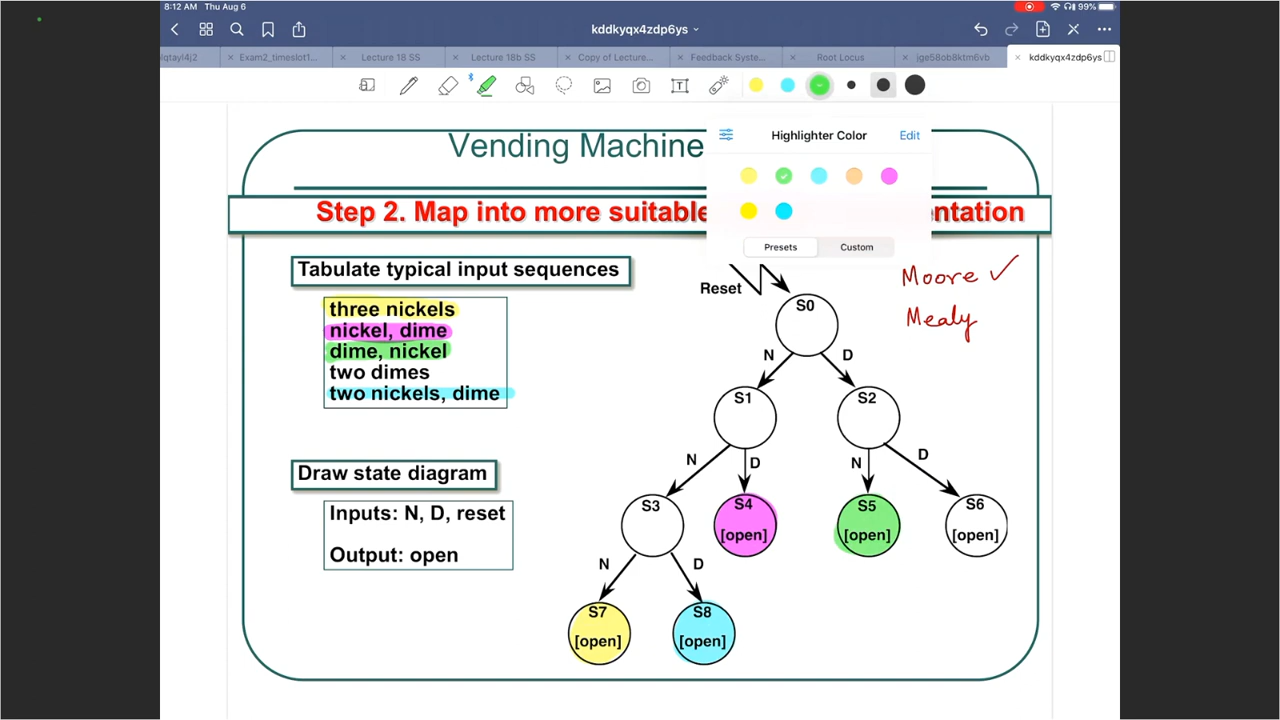 8:12 AM Thu Aug 6
99%
kddkyqx4zdp6ys
lqtayl4j2
Exam2_timeslot1...
Lecture 18 SS
Lecture 18b SS
Copy of Lecture...
Feedback Syste...
Root Locus
jge58ob8ktm6vb
kddkyqx4zdp6ys
Highlighter Color
Edit
Presets
Custom
Vending Machine
Step 2. Map into more suitable
entation
Tabulate typical input sequences
three nickels
nickel, dime
dime, nickel
two dimes
two nickels, dime
Draw state diagram
Inputs: N, D, reset
Output: open
Reset
Moore ✓
Mealy
S0
N
D
S1
S2
N
D
N
D
S3
S4
[open]
S5
[open]
S6
[open]
N
D
S7
[open]
S8
[open]